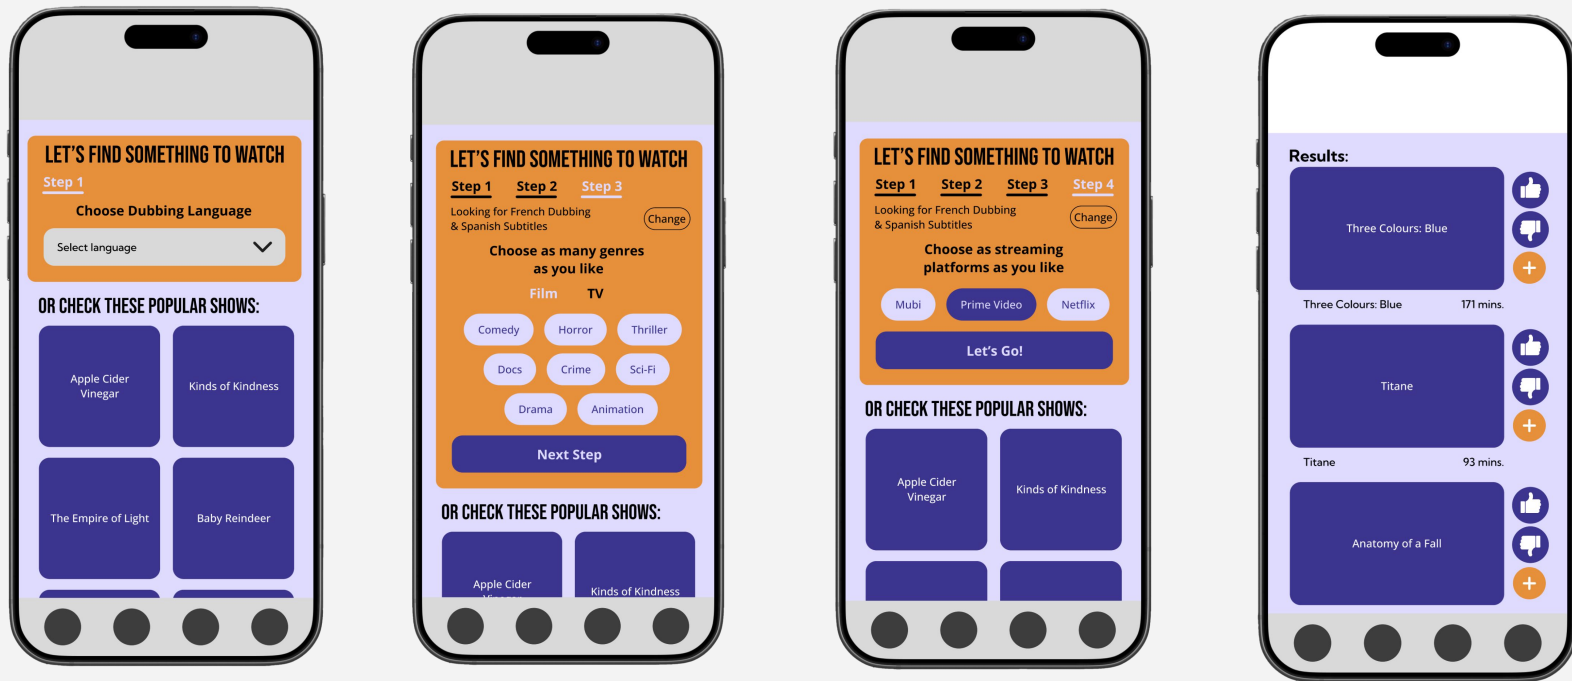 LET'S FIND SOMETHING TO WATCH
Step 1
Choose Dubbing Language
Select language
OR CHECK THESE POPULAR SHOWS:
Apple Cider
Vinegar
Kinds of Kindness
The Empire of Light
Baby Reindeer
LET'S FIND SOMETHING TO WATCH
Step 1 Step 2 Step 3
Looking for French Dubbing
& Spanish Subtitles
Change
Choose as many genres
as you like
Film TV
Comedy Horror Thriller
Docs Crime Sci-Fi
Drama Animation
Next Step
OR CHECK THESE POPULAR SHOWS:
Apple Cider
Vinegar
Kinds of Kindness
LET'S FIND SOMETHING TO WATCH
Step 1 Step 2 Step 3 Step 4
Looking for French Dubbing
& Spanish Subtitles
Change
Choose as streaming
platforms as you like
Mubi Prime Video Netflix
Let's Go!
OR CHECK THESE POPULAR SHOWS:
Apple Cider
Vinegar
Kinds of Kindness
Results:
Three Colours: Blue
Three Colours: Blue 171 mins.
Titane
Titane 93 mins.
Anatomy of a Fall